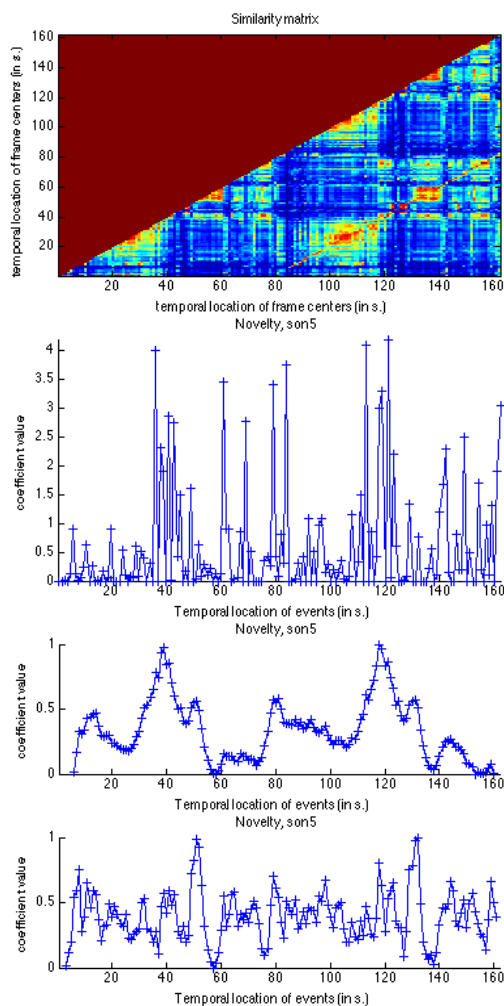 Similarity matrix
temporal location of frame centers (in s.)
160
140
120
100
80
60
40
20
20 40 60 80 100 120 140 160
temporal location of frame centers (in s.)
Novelty, son5
coefficient value
4
3.5
3
2.5
2
1.5
1
0.5
0
20 40 60 80 100 120 140 160
Temporal location of events (in s.)
Novelty, son5
coefficient value
1
0.5
0
20 40 60 80 100 120 140 160
Temporal location of events (in s.)
Novelty, son5
coefficient value
1
0.5
0
20 40 60 80 100 120 140 160
Temporal location of events (in s.)